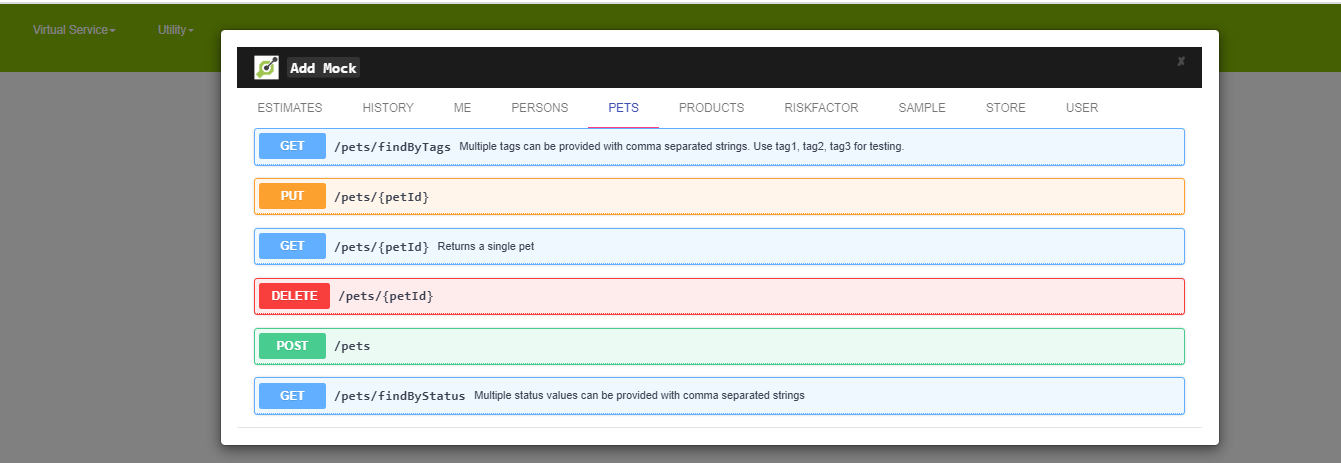 Virtual Service Utility
Add Mock ✗
ESTIMATES HISTORY ME PERSONS PETS PRODUCTS RISKFACTOR SAMPLE STORE USER
GET /pets/findByTags Multiple tags can be provided with comma separated strings. Use tag1, tag2, tag3 for testing.
PUT /pets/{petId}
GET /pets/{petId} Returns a single pet
DELETE /pets/{petId}
POST /pets
GET /pets/findByStatus Multiple status values can be provided with comma separated strings